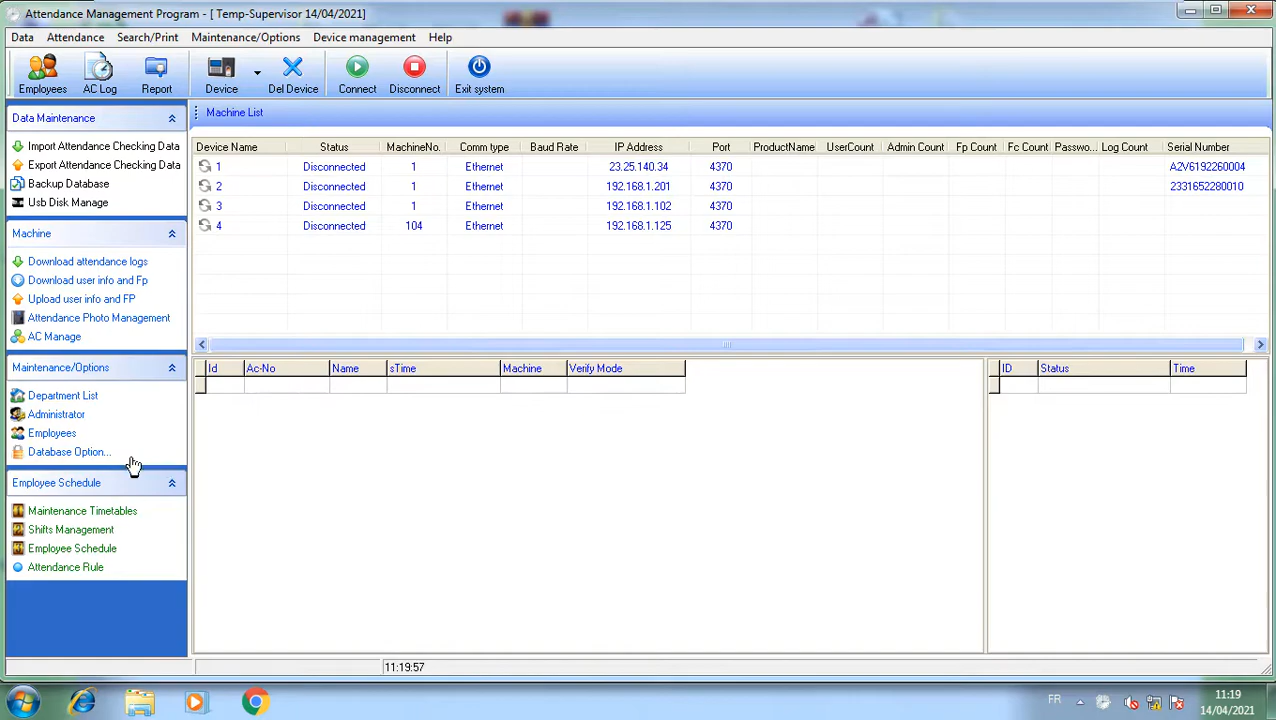 Attendance Management Program - [ Temp-Supervisor 14/04/2021]
Data Attendance Search/Print Maintenance/Options Device management Help
Employees AC Log Report Device Del Device Connect Disconnect Exit system
Data Maintenance
Import Attendance Checking Data
Export Attendance Checking Data
Backup Database
Usb Disk Manage
Machine
Download attendance logs
Download user info and Fp
Upload user info and FP
Attendance Photo Management
AC Manage
Maintenance/Options
Department List
Administrator
Employees
Database Option...
Employee Schedule
Maintenance Timetables
Shifts Management
Employee Schedule
Attendance Rule
Machine List
Device Name Status MachineNo. Comm type Baud Rate IP Address Port ProductName UserCount Admin Count Fp Count Fc Count Passwo... Log Count Serial Number
1 Disconnected 1 Ethernet 23.25.140.34 4370 A2V6192260004
2 Disconnected 1 Ethernet 192.168.1.201 4370 2331652280010
3 Disconnected 1 Ethernet 192.168.1.102 4370
4 Disconnected 104 Ethernet 192.168.1.125 4370
Id Ac-No Name sTime Machine Verify Mode
ID Status Time
11:19:57
FR
11:19
14/04/2021